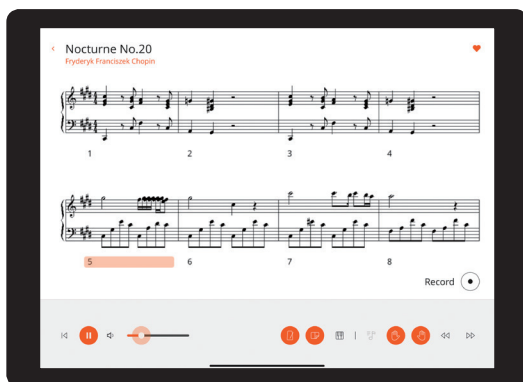 Nocturne No.20
Fryderyk Franciszek Chopin
1 2 3 4
5 6 7 8
Record